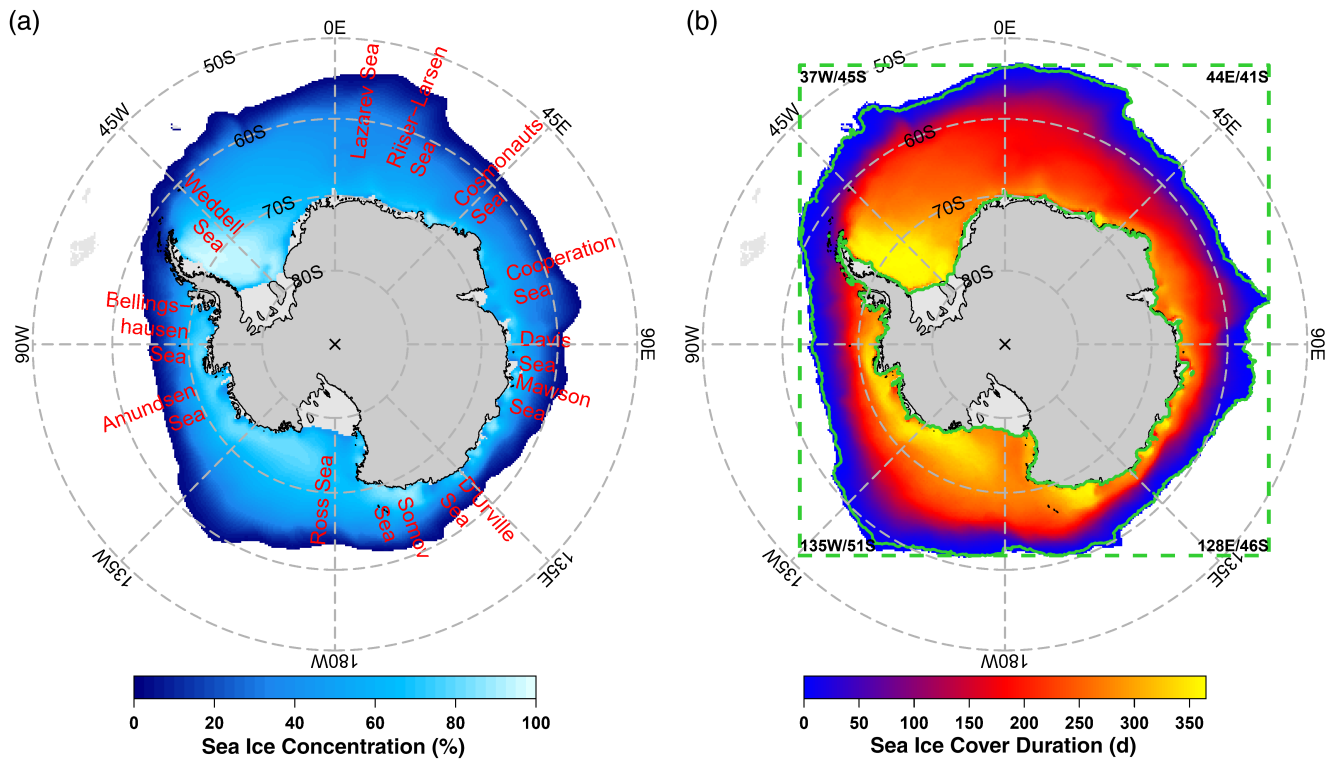 (a)
0E
50S
45W
60S
70S
80S
45E
90E
135E
180W
135W
90W
Lazarev Sea
Riiser–Larsen
Sea
Cosmonauts
Sea
Cooperation
Sea
Davis
Sea
Mawson
Sea
D'Urville
Sea
Somov
Sea
Ross Sea
Amundsen
Sea
Bellings–
hausen
Sea
Weddell
Sea
0 20 40 60 80 100
Sea Ice Concentration (%)
(b)
0E
37W/45S
50S
44E/41S
45W
60S
70S
80S
45E
90E
135W/51S
128E/46S
135E
135W
180W
90W
0 50 100 150 200 250 300 350
Sea Ice Cover Duration (d)